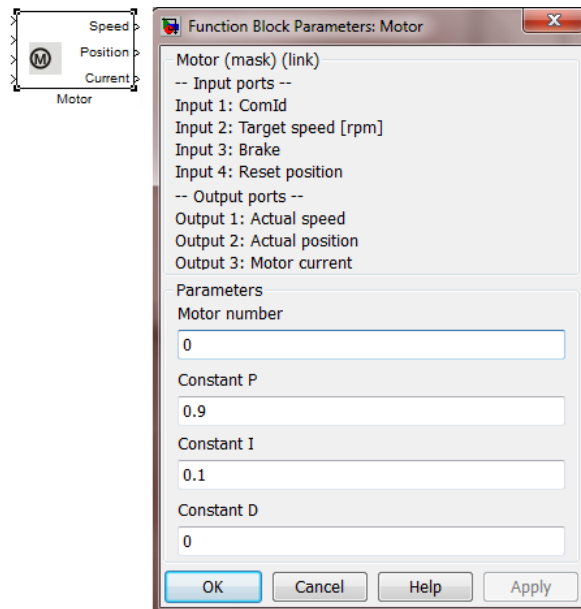 Speed
Position
Current
M
Motor
Function Block Parameters: Motor
Motor (mask) (link)
-- Input ports --
Input 1: ComId
Input 2: Target speed [rpm]
Input 3: Brake
Input 4: Reset position
-- Output ports --
Output 1: Actual speed
Output 2: Actual position
Output 3: Motor current
Parameters
Motor number
0
Constant P
0.9
Constant I
0.1
Constant D
0
OK Cancel Help Apply